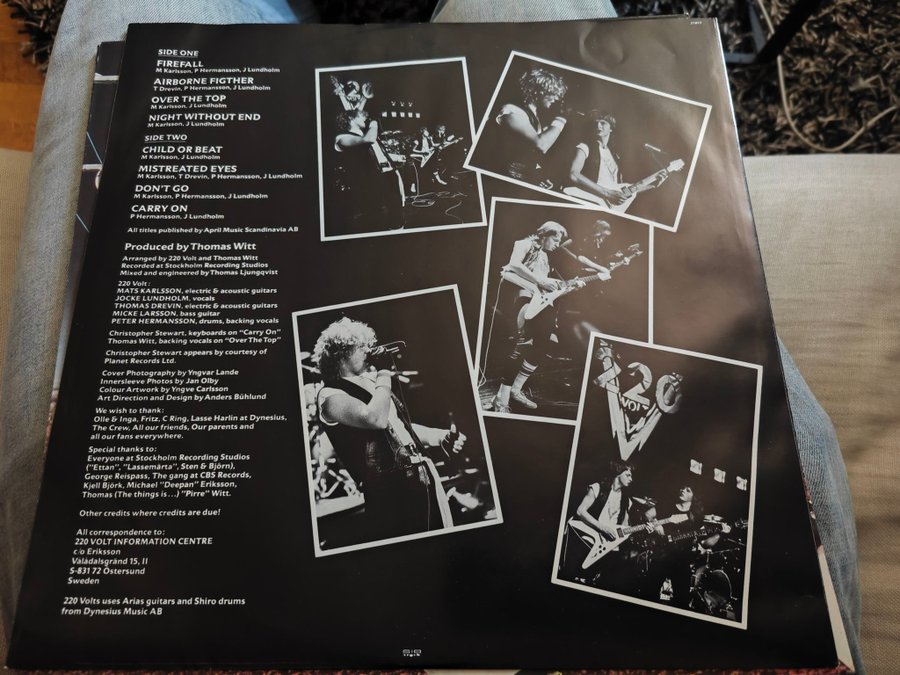 SIDE ONE
FIREFALL
M Karlsson, P Hermansson, J Lundholm
AIRBORNE FIGTHER
T Drevin, P Hermansson, J Lundholm
OVER THE TOP
M Karlsson, J Lundholm
NIGHT WITHOUT END
M Karlsson, J Lundholm
SIDE TWO
CHILD OR BEAT
M Karlsson, J Lundholm
MISTREATED EYES
M Karlsson, T Drevin, P Hermansson, J Lundholm
DON'T GO
M Karlsson, P Hermansson, J Lundholm
CARRY ON
P Hermansson, J Lundholm
All titles published by April Music Scandinavia AB
Produced by Thomas Witt
Arranged by 220 Volt and Thomas Witt
Recorded at Stockholm Recording Studios
Mixed and engineered by Thomas Ljungqvist
220 Volt:
MATS KARLSSON, electric & acoustic guitars
JOCKE LUNDHOLM, vocals
THOMAS DREVIN, electric & acoustic guitars
MICKE LARSSON, bass guitar
PETER HERMANSSON, drums, backing vocals
Christopher Stewart, keyboards on "Carry On"
Thomas Witt, backing vocals on "Over The Top"
Christopher Stewart appears by courtesy of
Planet Records Ltd.
Cover Photography by Yngvar Lande
Innersleeve Photos by Jan Olby
Colour Artwork by Yngve Carlsson
Art Direction and Design by Anders Bühlund
We wish to thank:
Olle & Inga, Fritz, C Ring, Lasse Harlin at Dynesius,
The Crew, All our friends, Our parents and
all our fans everywhere.
Special thanks to:
Everyone at Stockholm Recording Studios
("Ettan", "Lassemärta", Sten & Björn),
George Reispass, The gang at CBS Records,
Kjell Björk, Michael "Deepan" Eriksson,
Thomas (The things is...) "Pirre" Witt.
Other credits where credits are due!
All correspondence to:
220 VOLT INFORMATION CENTRE
c/o Eriksson
Valådalsgränd 15, II
S-831 72 Östersund
Sweden
220 Volts uses Arias guitars and Shiro drums
from Dynesius Music AB
220
220
VOLT